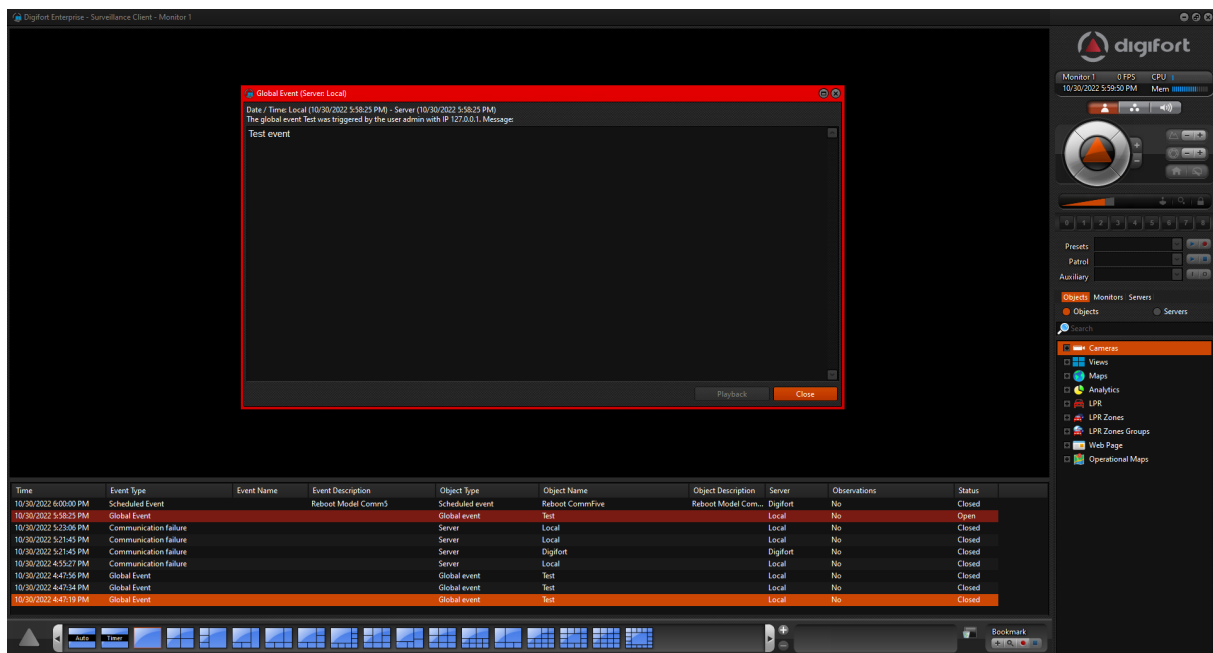 Digifort Enterprise - Surveillance Client - Monitor 1
digifort
Monitor 1 0 FPS CPU
10/30/2022 5:59:50 PM Mem
Global Event (Server: Local)
Date / Time: Local (10/30/2022 5:58:25 PM) - Server (10/30/2022 5:58:25 PM)
The global event Test was triggered by the user admin with IP 127.0.0.1. Message:
Test event
Playback Close
Presets
Patrol
Auxiliary
Objects Monitors Servers
Objects Servers
Search
Cameras
Views
Maps
Analytics
LPR
LPR Zones
LPR Zones Groups
Web Page
Operational Maps
Time Event Type Event Name Event Description Object Type Object Name Object Description Server Observations Status
10/30/2022 6:00:00 PM Scheduled Event Reboot Model Comm5 Scheduled event Reboot CommFive Reboot Model Com... Digifort No Closed
10/30/2022 5:58:25 PM Global Event Global event Test Local No Open
10/30/2022 5:23:06 PM Communication failure Server Local Local No Closed
10/30/2022 5:21:45 PM Communication failure Server Local Local No Closed
10/30/2022 5:21:45 PM Communication failure Server Digifort Digifort No Closed
10/30/2022 4:55:27 PM Communication failure Server Local Local No Closed
10/30/2022 4:47:56 PM Global Event Global event Test Local No Closed
10/30/2022 4:47:34 PM Global Event Global event Test Local No Closed
10/30/2022 4:47:19 PM Global Event Global event Test Local No Closed
Auto Timer
Bookmark